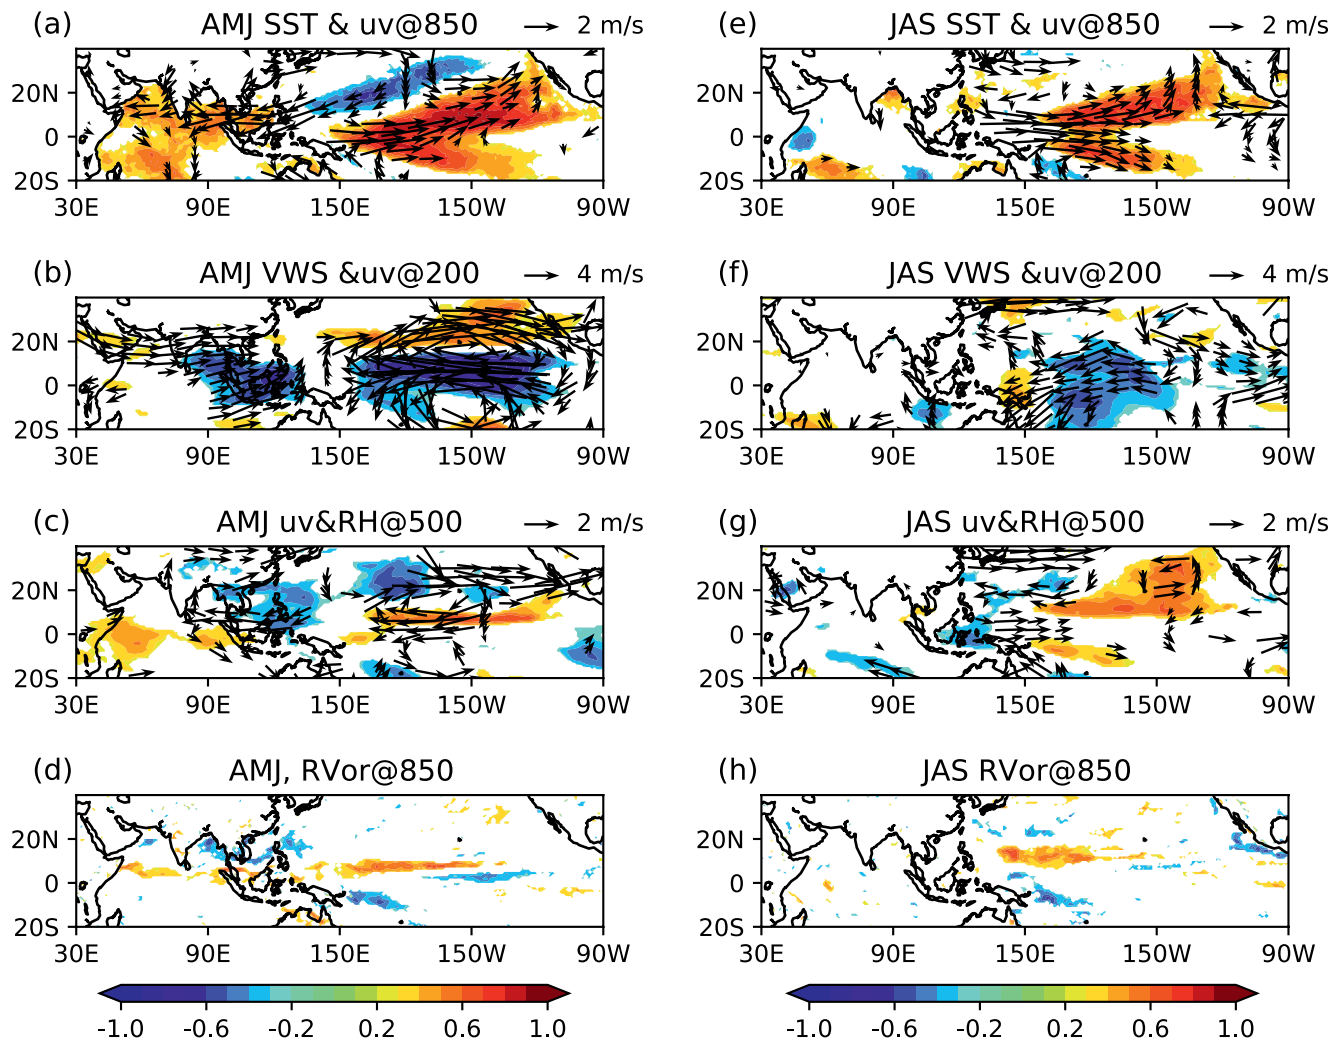 (a) AMJ SST & uv@850 2 m/s
20N
0
20S
30E 90E 150E 150W 90W
(b) AMJ VWS &uv@200 4 m/s
20N
0
20S
30E 90E 150E 150W 90W
(c) AMJ uv&RH@500 2 m/s
20N
0
20S
30E 90E 150E 150W 90W
(d) AMJ, RVor@850
20N
0
20S
30E 90E 150E 150W 90W
-1.0 -0.6 -0.2 0.2 0.6 1.0
(e) JAS SST & uv@850 2 m/s
20N
0
20S
30E 90E 150E 150W 90W
(f) JAS VWS &uv@200 4 m/s
20N
0
20S
30E 90E 150E 150W 90W
(g) JAS uv&RH@500 2 m/s
20N
0
20S
30E 90E 150E 150W 90W
(h) JAS RVor@850
20N
0
20S
30E 90E 150E 150W 90W
-1.0 -0.6 -0.2 0.2 0.6 1.0